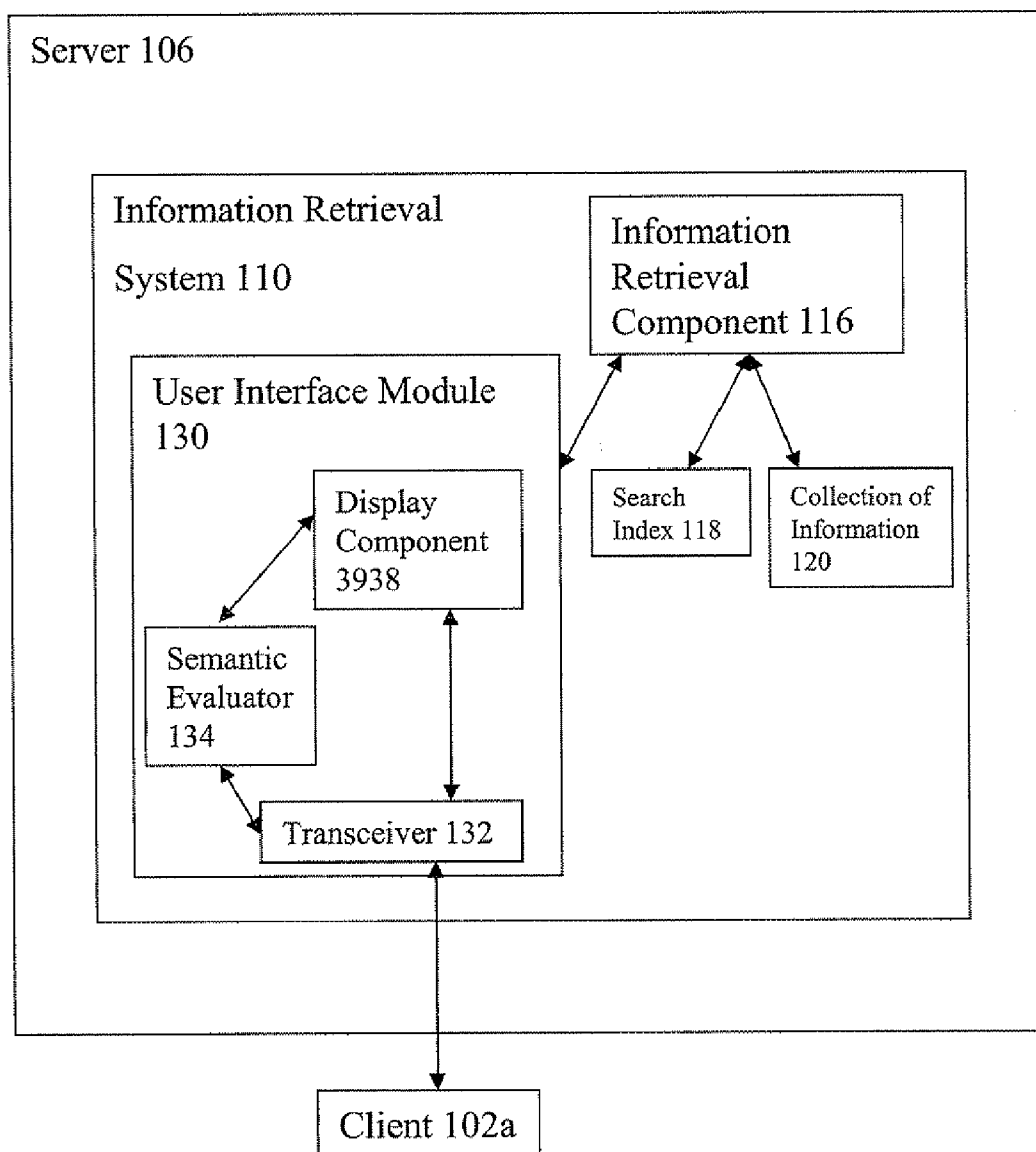 Server 106
Information Retrieval
System 110
Information
Retrieval
Component 116
User Interface Module
130
Display
Component
3938
Search
Index 118
Collection of
Information
120
Semantic
Evaluator
134
Transceiver 132
Client 102a